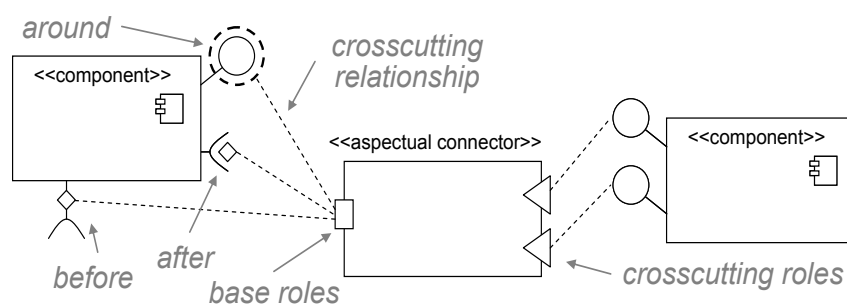 around
crosscutting
relationship
<<component>>
<<aspectual connector>>
<<component>>
before
after
base roles
crosscutting roles